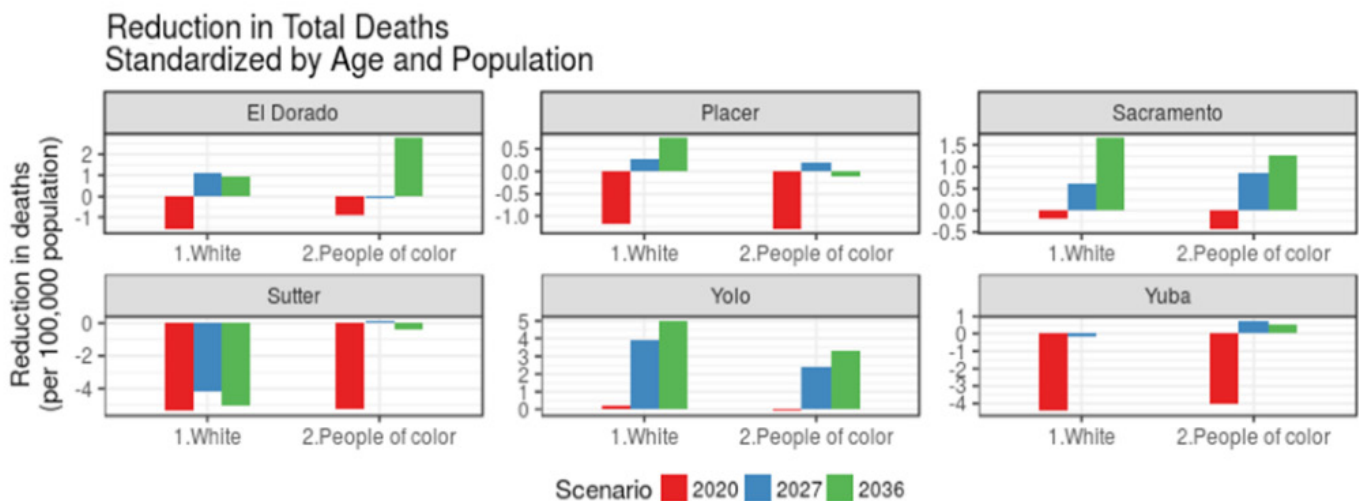 Reduction in Total Deaths
Standardized by Age and Population
Reduction in deaths
(per 100,000 population)
El Dorado
2
1
0
-1
1.White 2.People of color
Placer
0.5
0.0
-0.5
-1.0
1.White 2.People of color
Sacramento
1.5
1.0
0.5
0.0
-0.5
1.White 2.People of color
Sutter
0
-2
-4
1.White 2.People of color
Yolo
5
4
3
2
1
0
1.White 2.People of color
Yuba
1
0
-1
-2
-3
-4
1.White 2.People of color
Scenario 2020 2027 2036